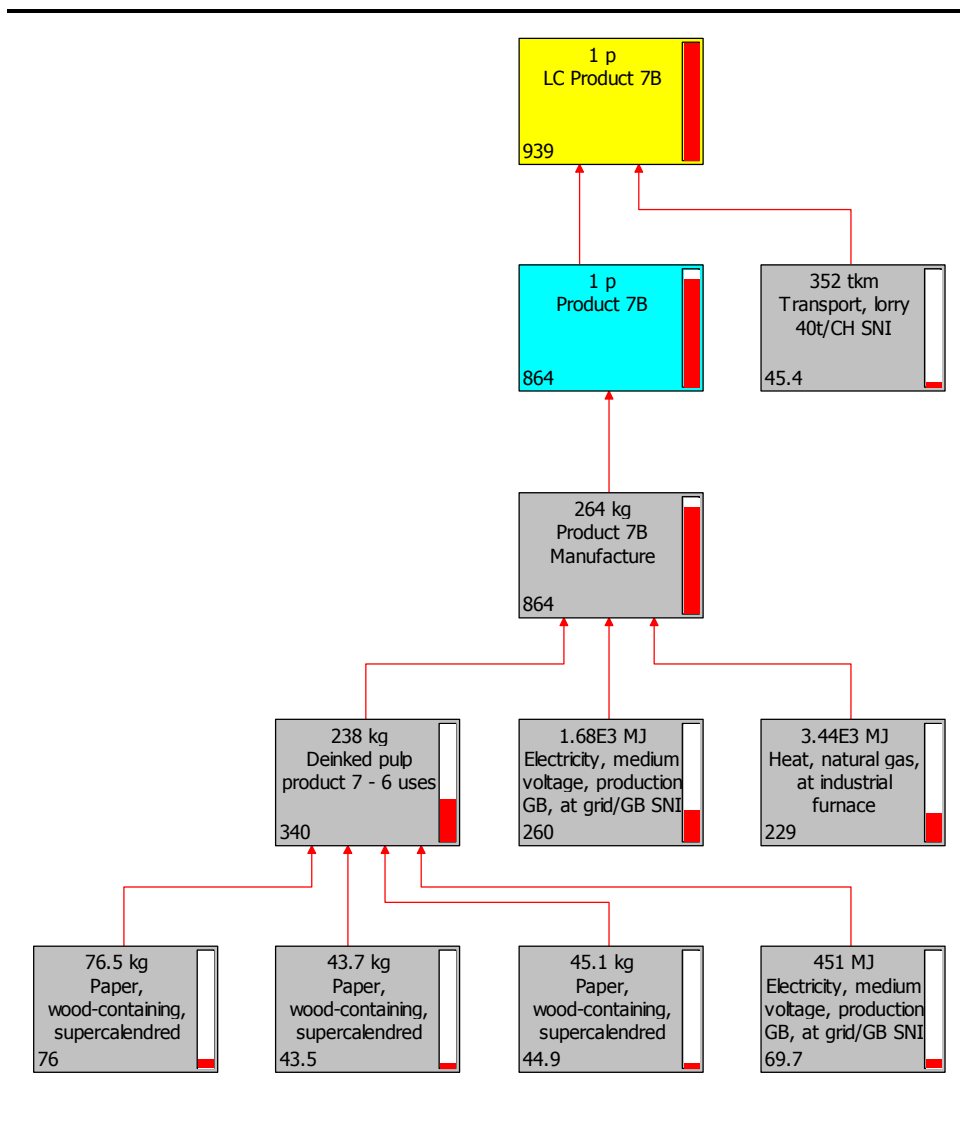 1 p
LC Product 7B
939
1 p
Product 7B
864
352 tkm
Transport, lorry
40t/CH SNI
45.4
264 kg
Product 7B
Manufacture
864
238 kg
Deinked pulp
product 7 - 6 uses
340
1.68E3 MJ
Electricity, medium
voltage, production
GB, at grid/GB SNI
260
3.44E3 MJ
Heat, natural gas,
at industrial
furnace
229
76.5 kg
Paper,
wood-containing,
supercalendred
76
43.7 kg
Paper,
wood-containing,
supercalendred
43.5
45.1 kg
Paper,
wood-containing,
supercalendred
44.9
451 MJ
Electricity, medium
voltage, production
GB, at grid/GB SNI
69.7